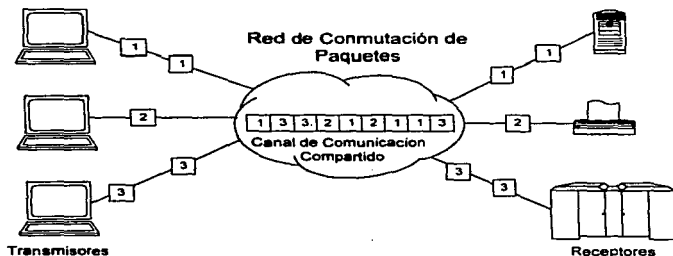 Red de Conmutación de
Paquetes
1
1
1
1
2
1 3 3. 2 1 2 1 1 3
2
Canal de Comunicacion
Compartido
3
3
3
3
Transmisores
Receptores